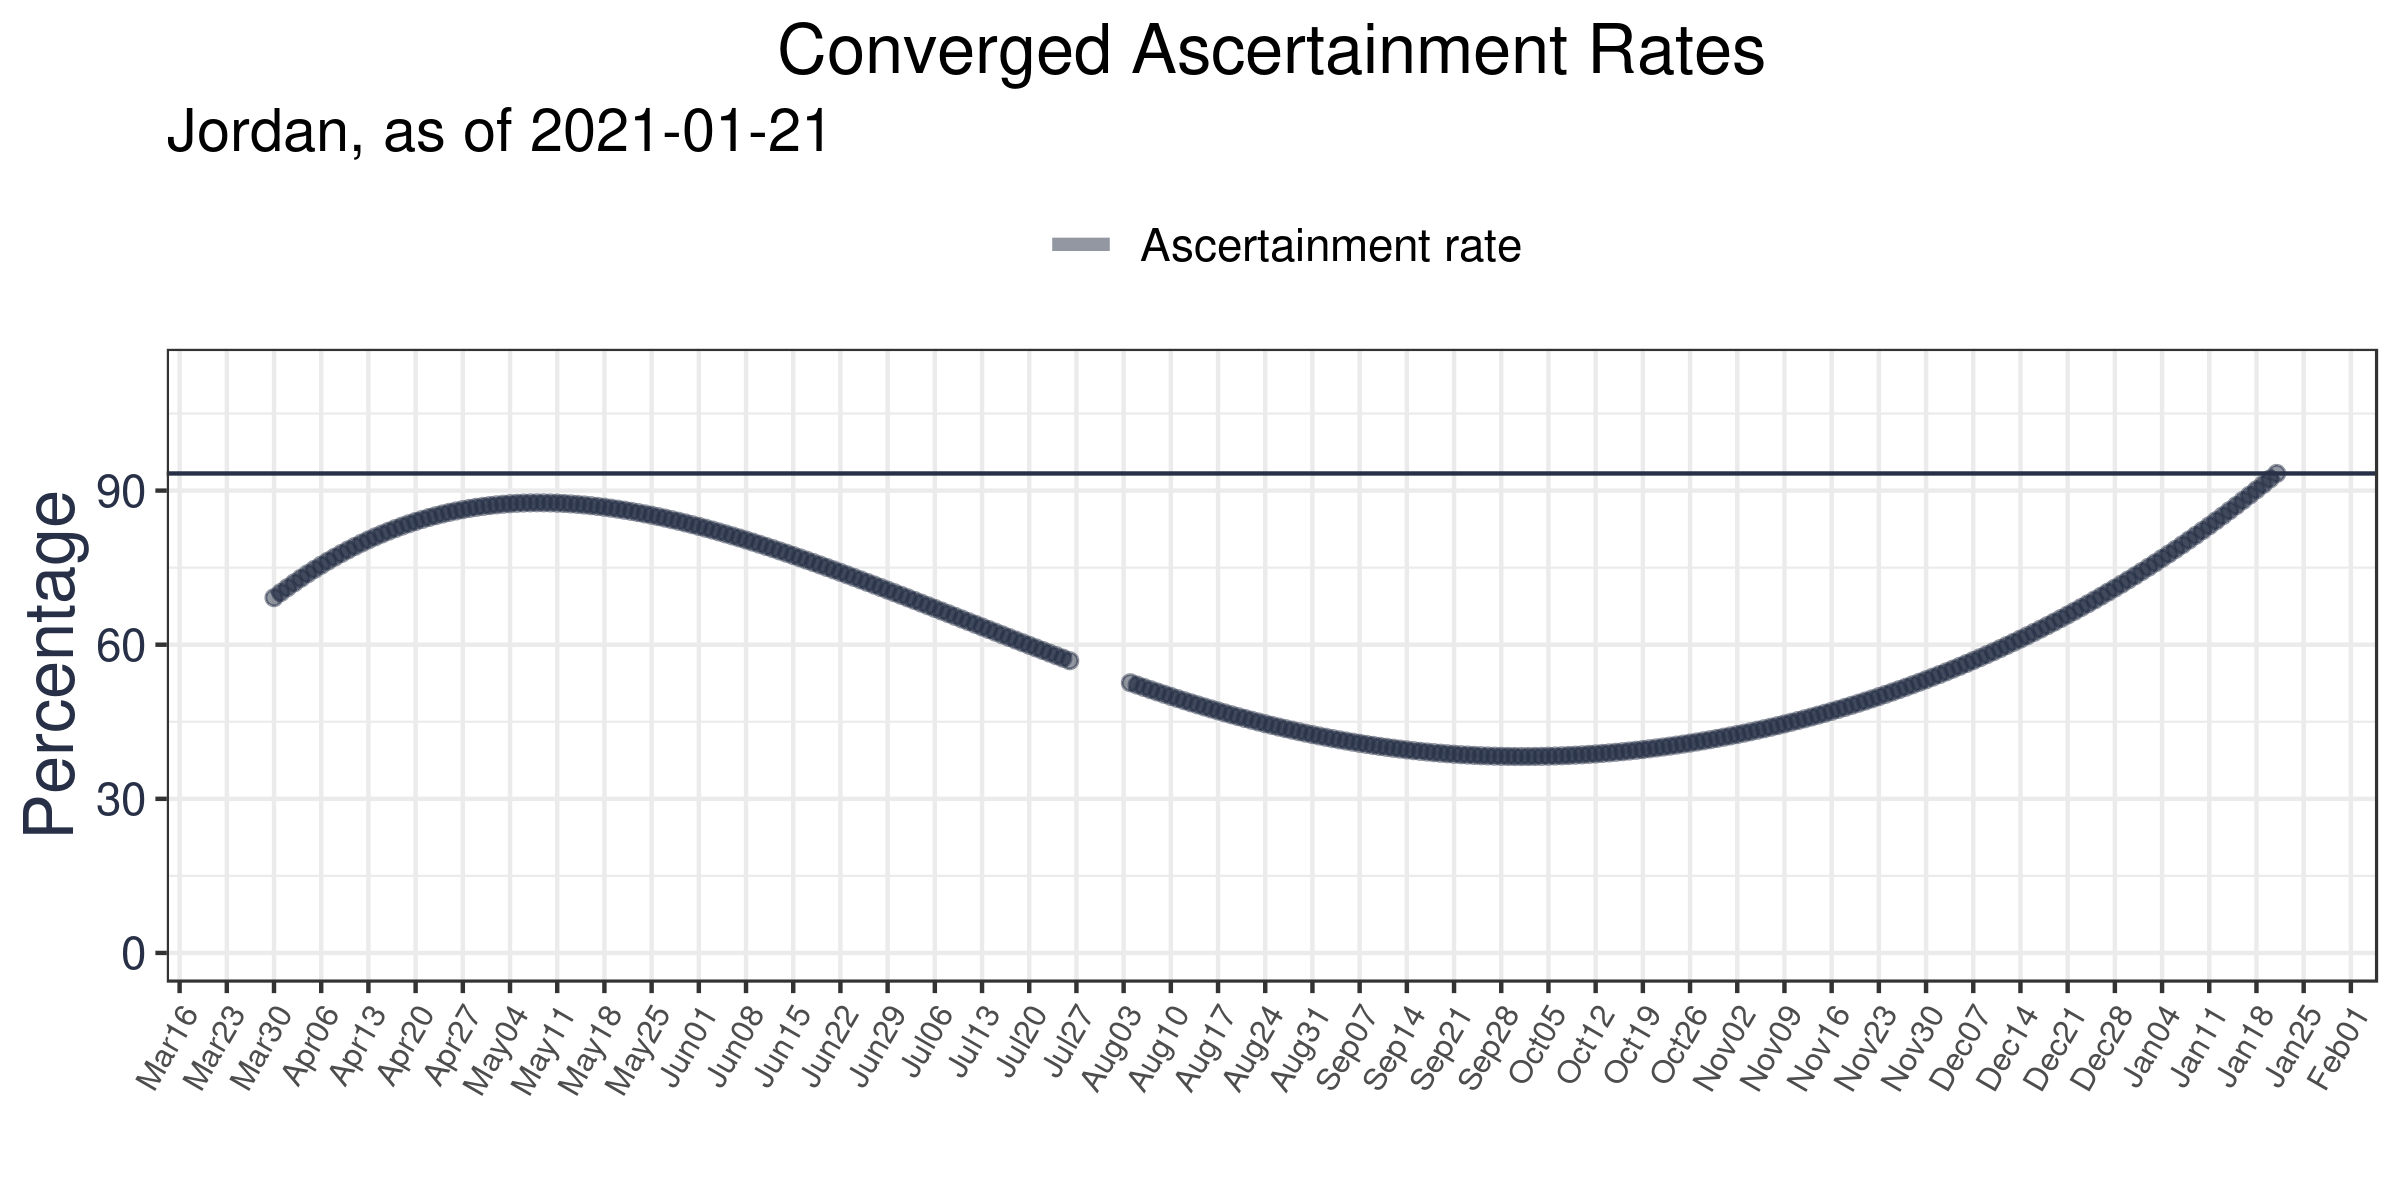 Converged Ascertainment Rates
Jordan, as of 2021-01-21
Ascertainment rate
Percentage
90
60
30
0
Mar16
Mar23
Mar30
Apr06
Apr13
Apr20
Apr27
May04
May11
May18
May25
Jun01
Jun08
Jun15
Jun22
Jun29
Jul06
Jul13
Jul20
Jul27
Aug03
Aug10
Aug17
Aug24
Aug31
Sep07
Sep14
Sep21
Sep28
Oct05
Oct12
Oct19
Oct26
Nov02
Nov09
Nov16
Nov23
Nov30
Dec07
Dec14
Dec21
Dec28
Jan04
Jan11
Jan18
Jan25
Feb01